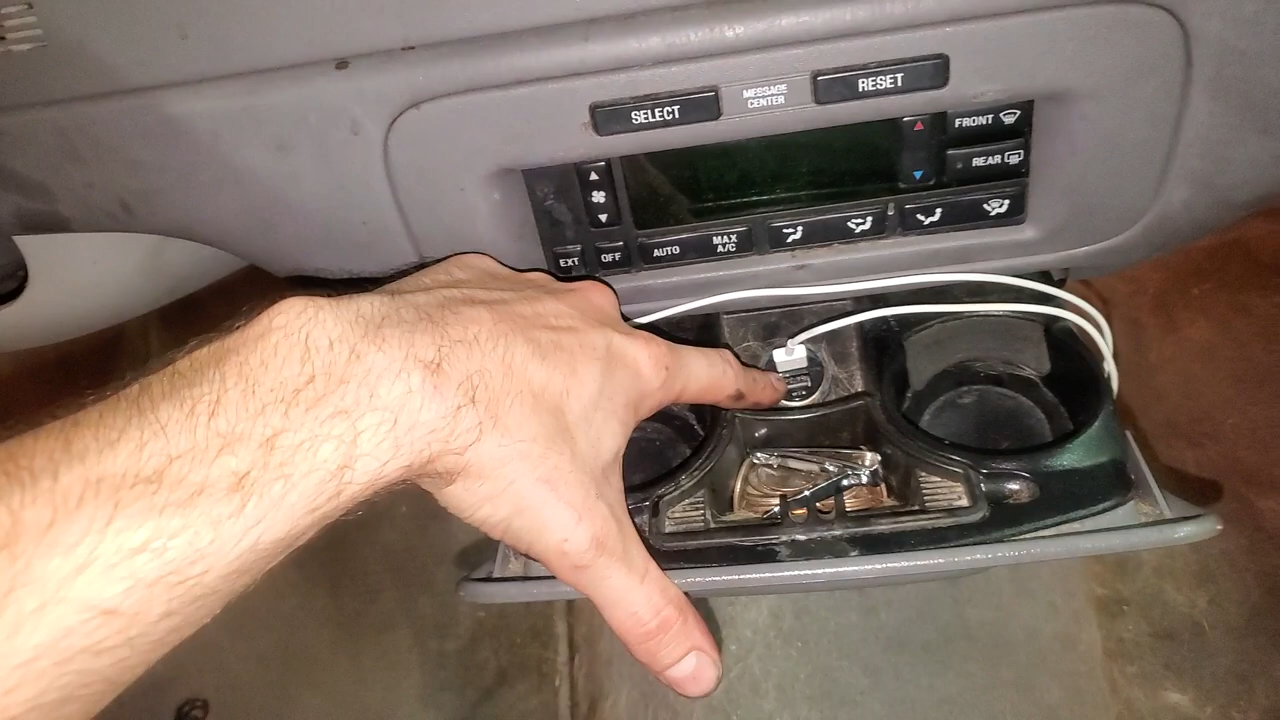 SELECT
MESSAGE
CENTER
RESET
FRONT
REAR
EXT
OFF
AUTO
MAX
A/C